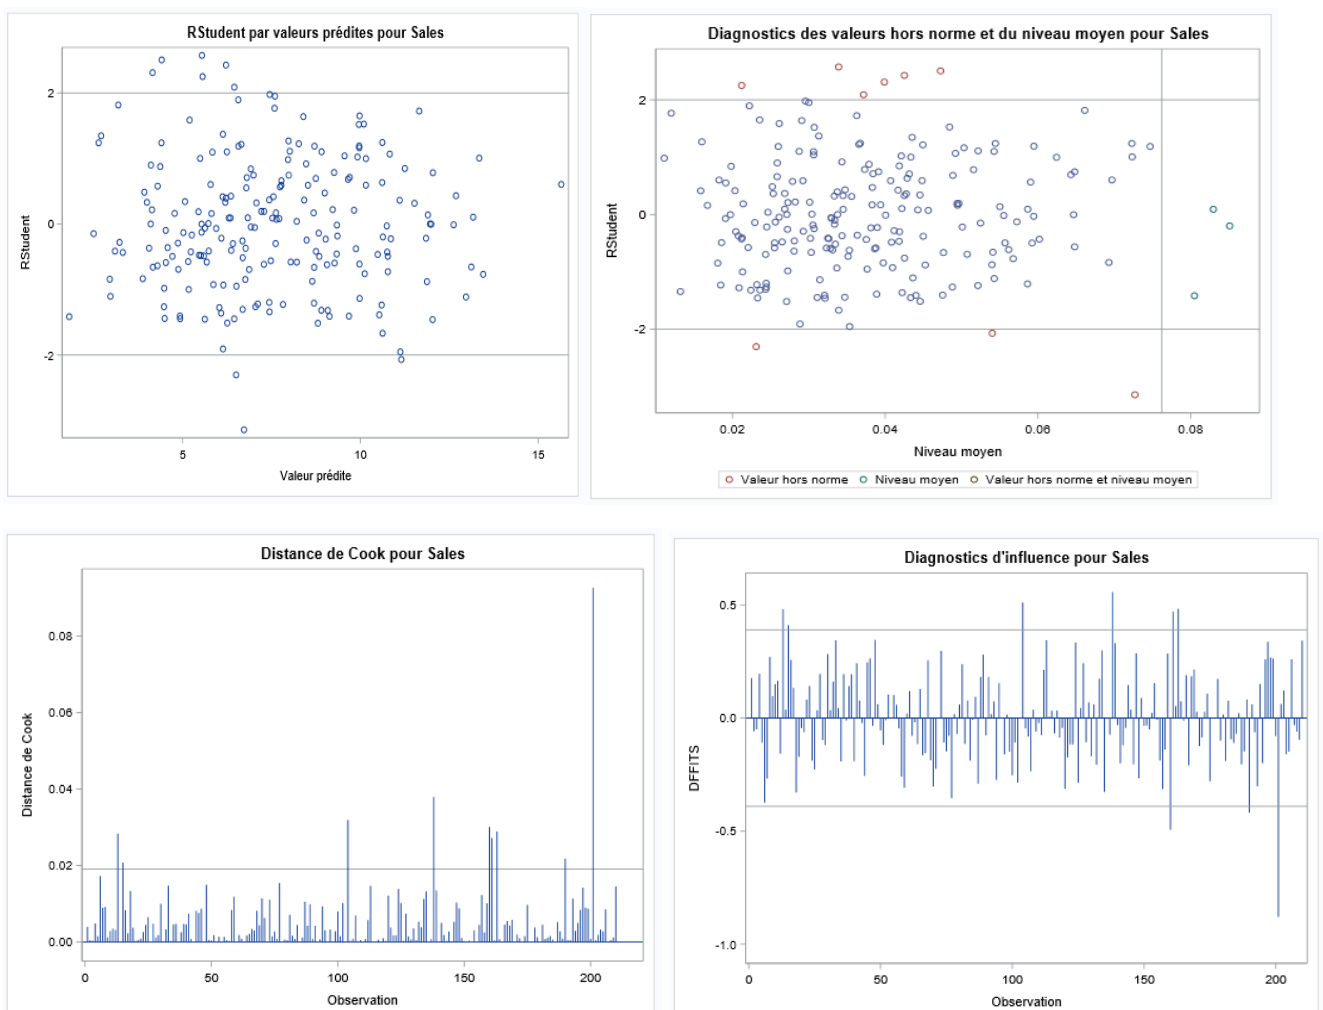 RStudent par valeurs prédites pour Sales
2
0
-2
RStudent
5
10
15
Valeur prédite
Diagnostics des valeurs hors norme et du niveau moyen pour Sales
2
0
-2
RStudent
0.02
0.04
0.06
0.08
Niveau moyen
Valeur hors norme Niveau moyen Valeur hors norme et niveau moyen
Distance de Cook pour Sales
0.08
0.06
0.04
0.02
0.00
Distance de Cook
0
50
100
150
200
Observation
Diagnostics d'influence pour Sales
0.5
0.0
-0.5
-1.0
DFFITS
0
50
100
150
200
Observation